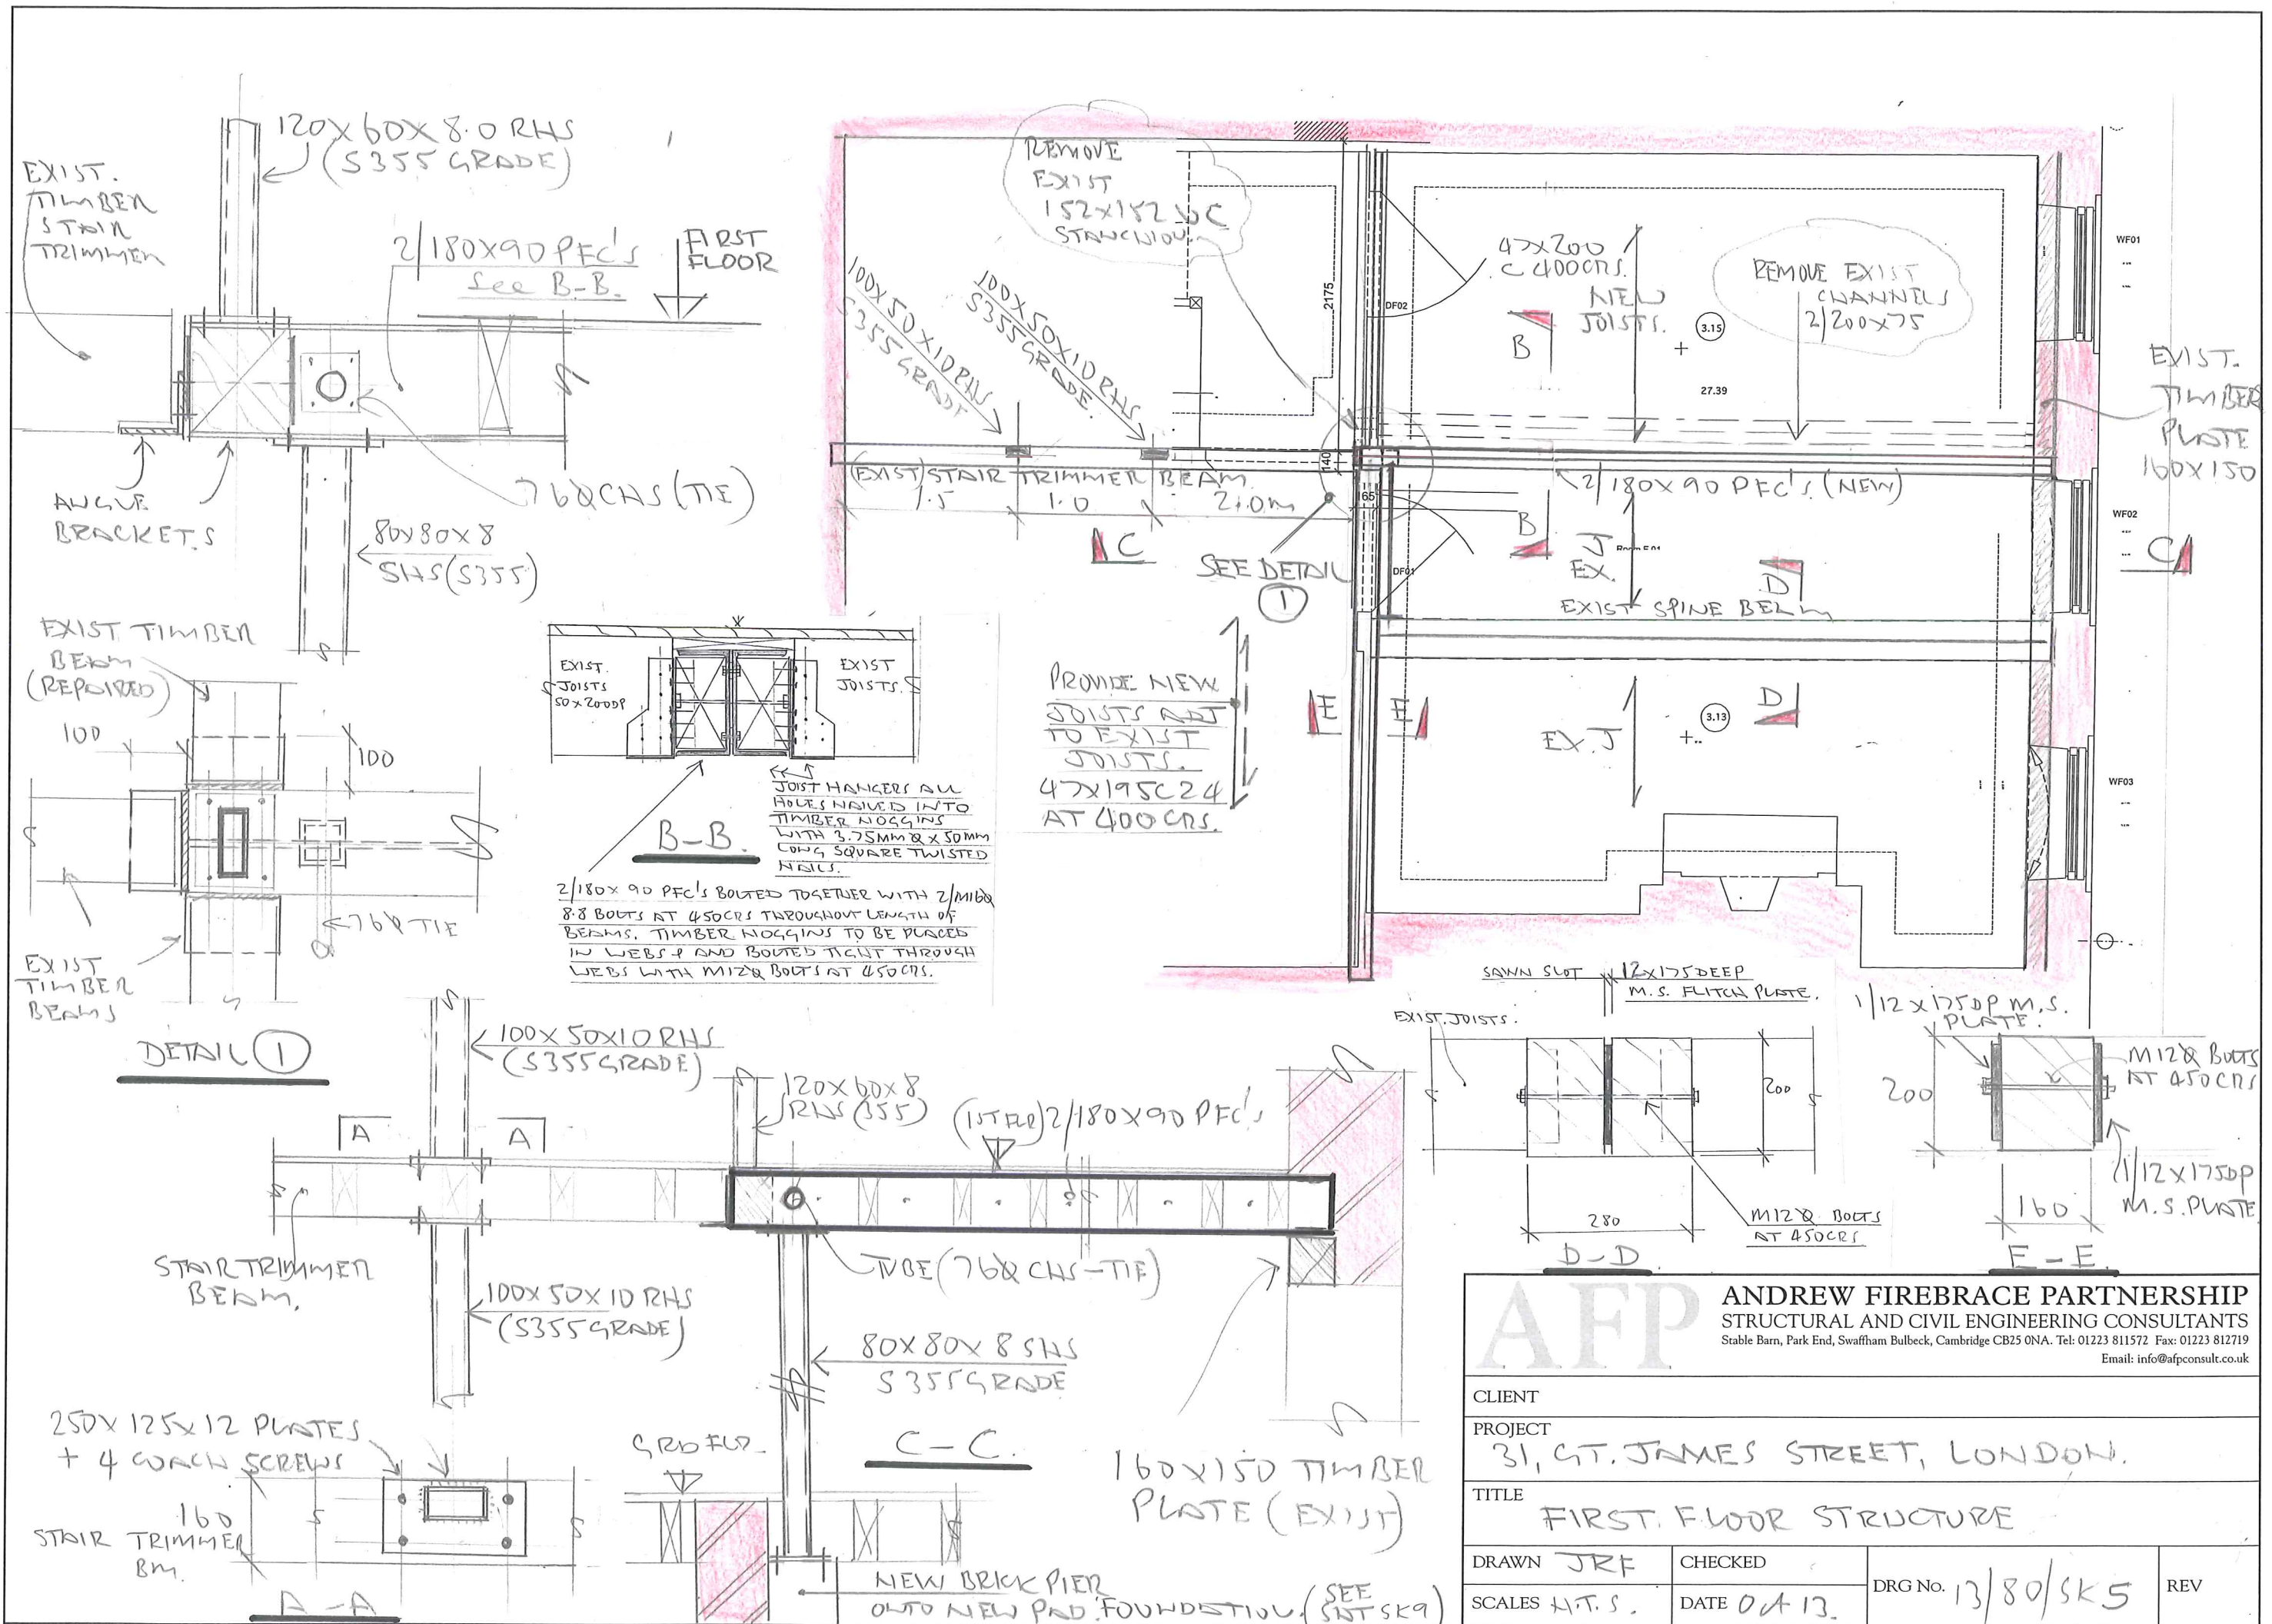 120X60X8.0 RHS
(S355 GRADE)
EXIST.
TIMBER
STAIR
TRIMMER
2/180X90 PFC's
See B-B.
FIRST
FLOOR
ANGLE
BRACKETS
76Ø CHS (TIE)
80X80X8
SHS (S355)
EXIST TIMBER
BEAM
(REPAIRED)
100
100
76Ø TIE
EXIST
TIMBER
BEAMS
DETAIL 1
EXIST.
JOISTS
50 X 200DP
EXIST
JOISTS.
JOIST HANGERS ALL
HOLES NAILED INTO
TIMBER NOGGINS
WITH 3.75MM Ø X 50MM
LONG SQUARE TWISTED
NAILS.
B-B.
2/180X 90 PFC's BOLTED TOGETHER WITH 2/M16Ø
8.8 BOLTS AT 450CRS THROUGHOUT LENGTH OF
BEAMS. TIMBER NOGGINS TO BE PLACED
IN WEBS & AND BOLTED TIGHT THROUGH
WEBS WITH M12Ø BOLTS AT 450CRS.
REMOVE
EXIST
152X152 UC
STANCHION
100X50X10 RHS
S355 GRADE
100X50X10 RHS
S355 GRADE.
2175
DF02
47X200
C 400CRS.
NEW
JOISTS.
B
3.15
27.39
REMOVE EXIST
CHANNELS
2/200X75
WF01
EXIST.
TIMBER
PLATE
160X150
(EXIST) STAIR TRIMMER BEAM.
1.5
1.0
2.0m
140
165
2/180X90 PFC's. (NEW)
C
SEE DETAIL
1
DF01
B
J
EX.
D
EXIST SPINE BEAM
WF02
C
PROVIDE NEW
JOISTS ADJ
TO EXIST
JOISTS.
47X195C24
AT 400 CRS.
E
E
EX. J
3.13
D
WF03
SAWN SLOT
12X175 DEEP
M.S. FLITCH PLATE.
EXIST. JOISTS.
200
280
M12Ø BOLTS
AT 450CRS
D-D
1/12X175DP M.S.
PLATE.
M12Ø BOLTS
AT 450 CRS
200
160
1/12X175DP
M.S. PLATE
E-E.
100X50X10 RHS
(S355 GRADE)
A
A
120X60X8
RHS (355)
(1ST FLR) 2/180X90 PFC's
STAIR TRIMMER
BEAM.
100X50X10 RHS
(S355 GRADE)
TUBE (76Ø CHS-TIE)
80X80X8 SHS
S355 GRADE
C-C.
160X150 TIMBER
PLATE (EXIST)
250X125X12 PLATES
+ 4 COACH SCREWS
160
STAIR TRIMMER
BM.
A-A
GRD FLR
NEW BRICK PIER
ONTO NEW PAD FOUNDATION. (SEE
SHT SK9)
AFP
ANDREW FIREBRACE PARTNERSHIP
STRUCTURAL AND CIVIL ENGINEERING CONSULTANTS
Stable Barn, Park End, Swaffham Bulbeck, Cambridge CB25 0NA. Tel: 01223 811572 Fax: 01223 812719
Email: info@afpconsult.co.uk
CLIENT
PROJECT
31, GT. JAMES STREET, LONDON.
TITLE
FIRST. FLOOR STRUCTURE
DRAWN JRF
CHECKED
SCALES N.T.S.
DATE Oct 13.
DRG No. 13/80/SK5
REV